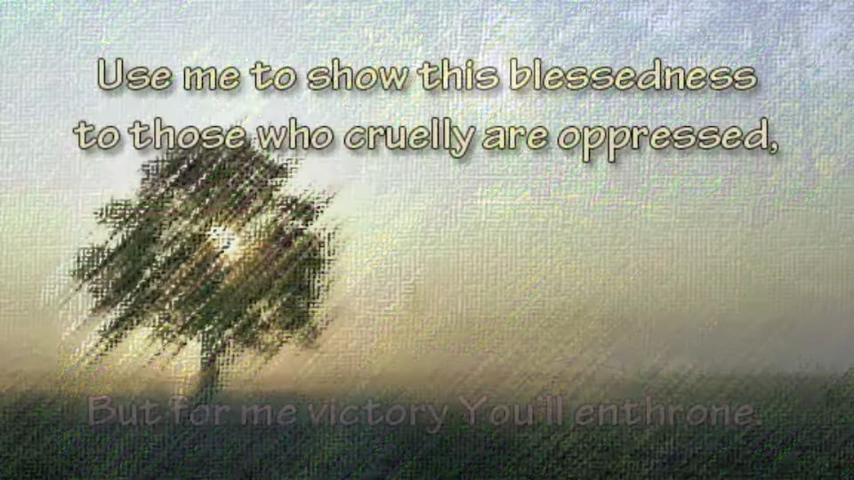 Use me to show this blessedness
to those who cruelly are oppressed,
But for me victory You'll enthrone.